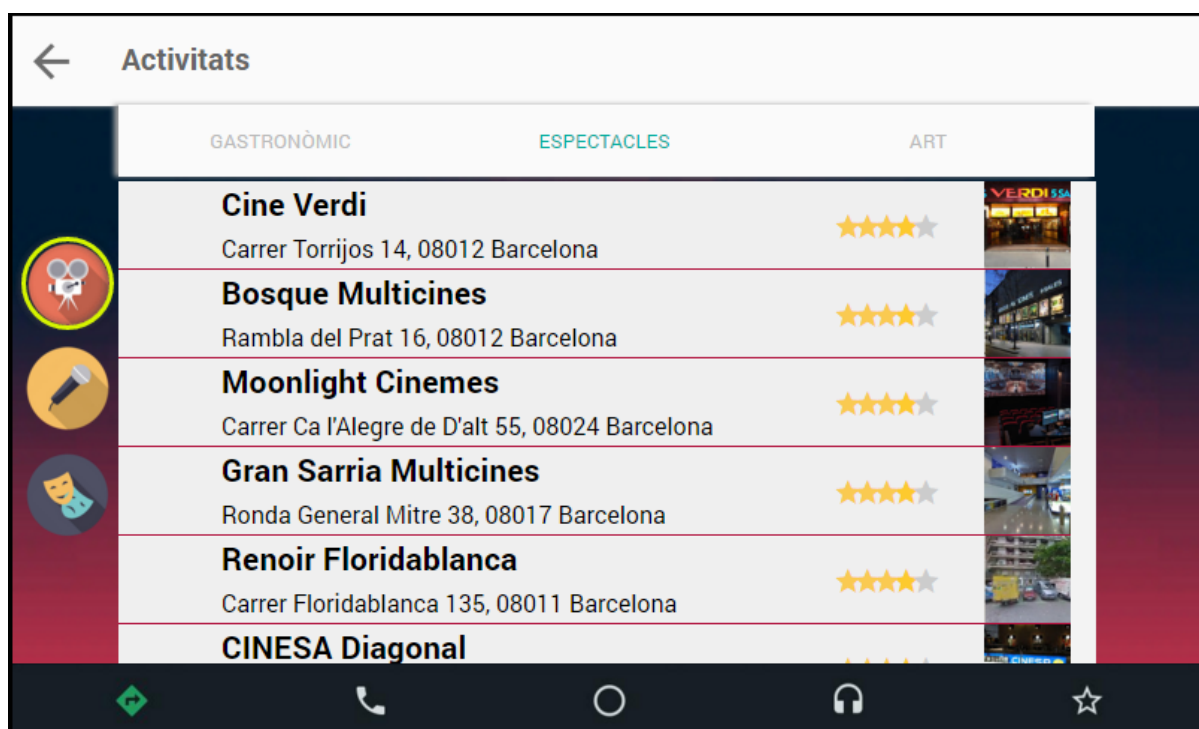 Activitats
GASTRONÒMIC ESPECTACLES ART
Cine Verdi
Carrer Torrijos 14, 08012 Barcelona
VERDI
Bosque Multicines
Rambla del Prat 16, 08012 Barcelona
Moonlight Cinemes
Carrer Ca l'Alegre de D'alt 55, 08024 Barcelona
Gran Sarria Multicines
Ronda General Mitre 38, 08017 Barcelona
Renoir Floridablanca
Carrer Floridablanca 135, 08011 Barcelona
CINESA Diagonal